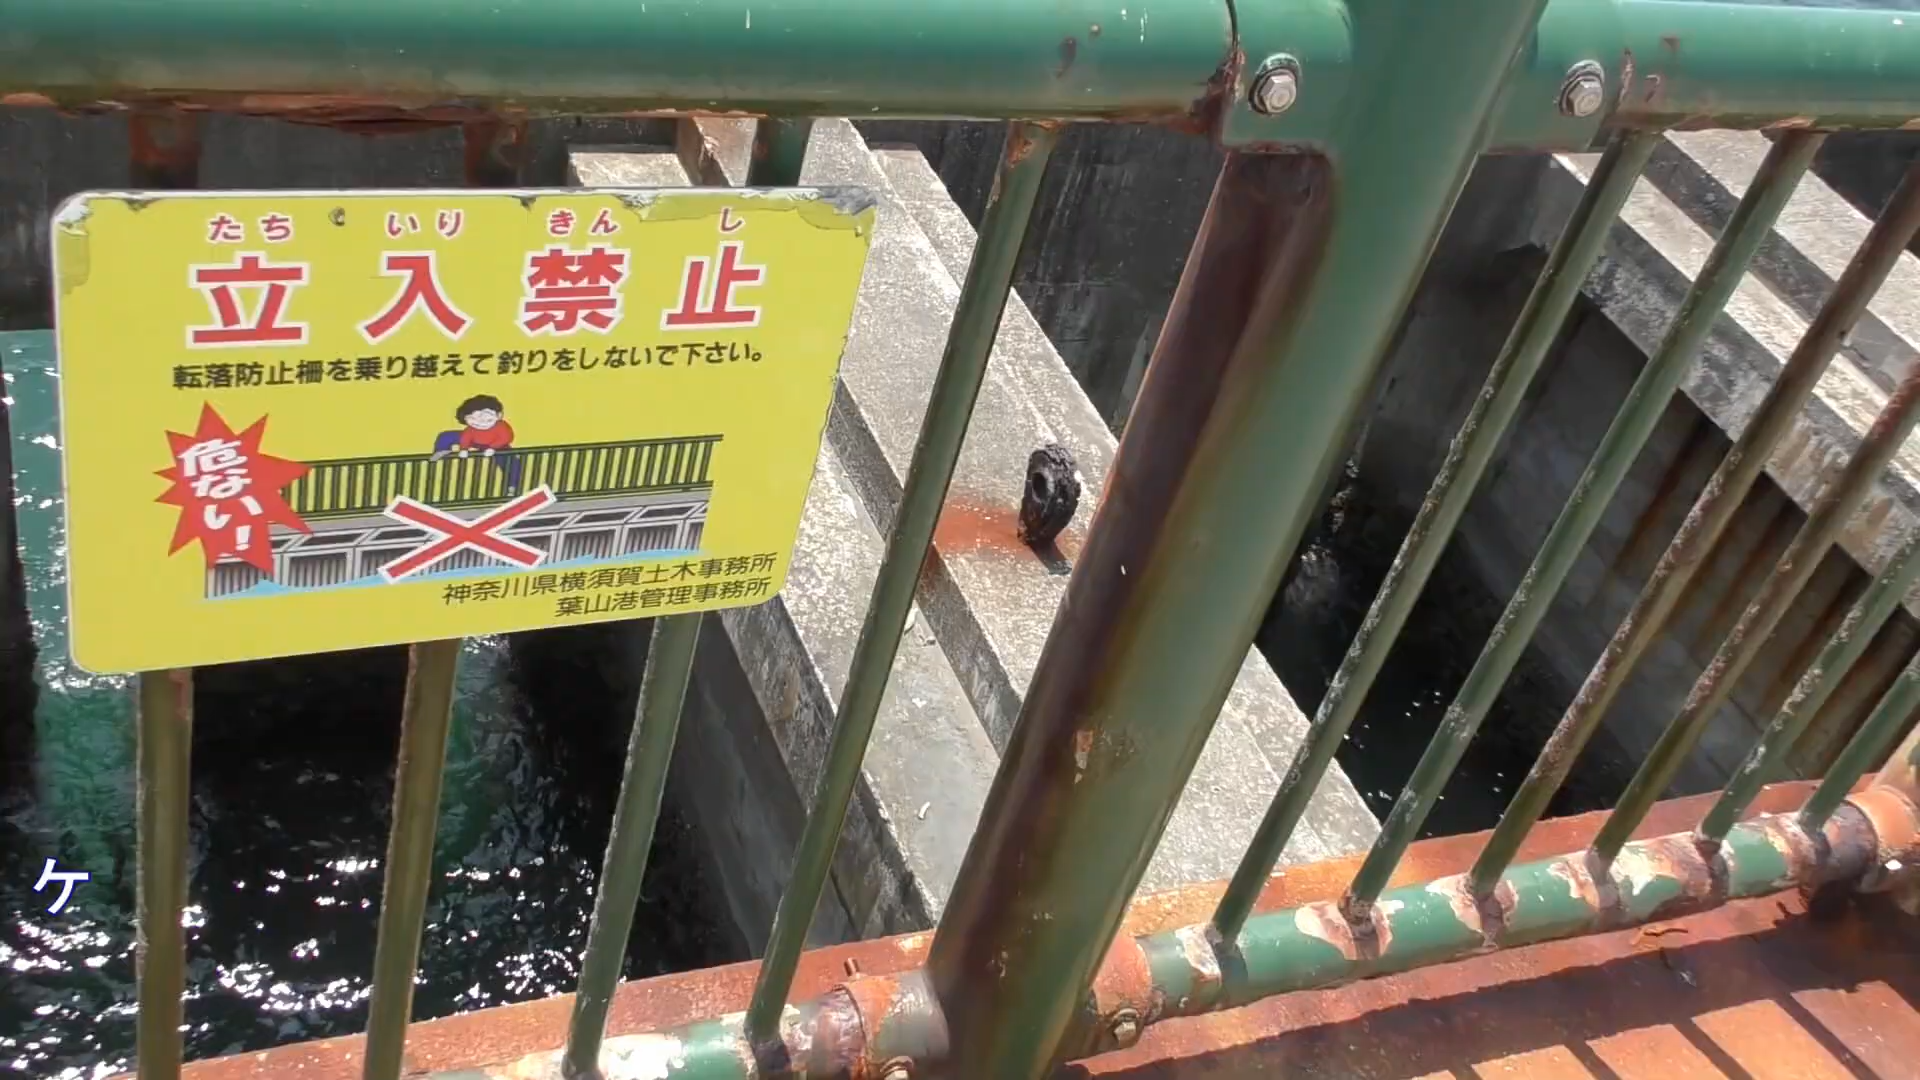 たち いり きん し
立入禁止
転落防止柵を乗り越えて釣りをしないで下さい。
危ない!
神奈川県横須賀土木事務所
葉山港管理事務所
ケ